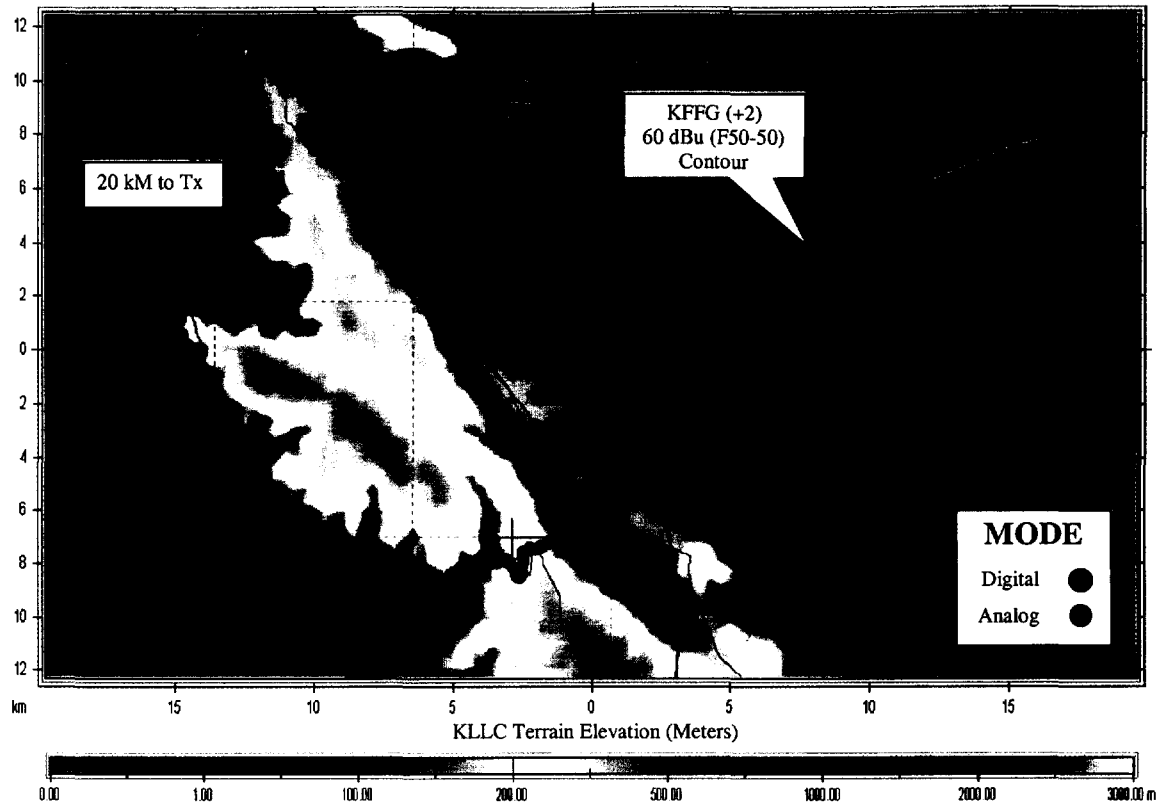 12
10
8
6
4
2
0
2
4
6
8
10
12
KFFG (+2)
60 dBu (F50-50)
Contour
20 kM to Tx
MODE
Digital
Analog
km
15
10
5
0
5
10
15
KLLC Terrain Elevation (Meters)
0.00
1.00
100.00
200.00
500.00
1000.00
2000.00
3000.00 m